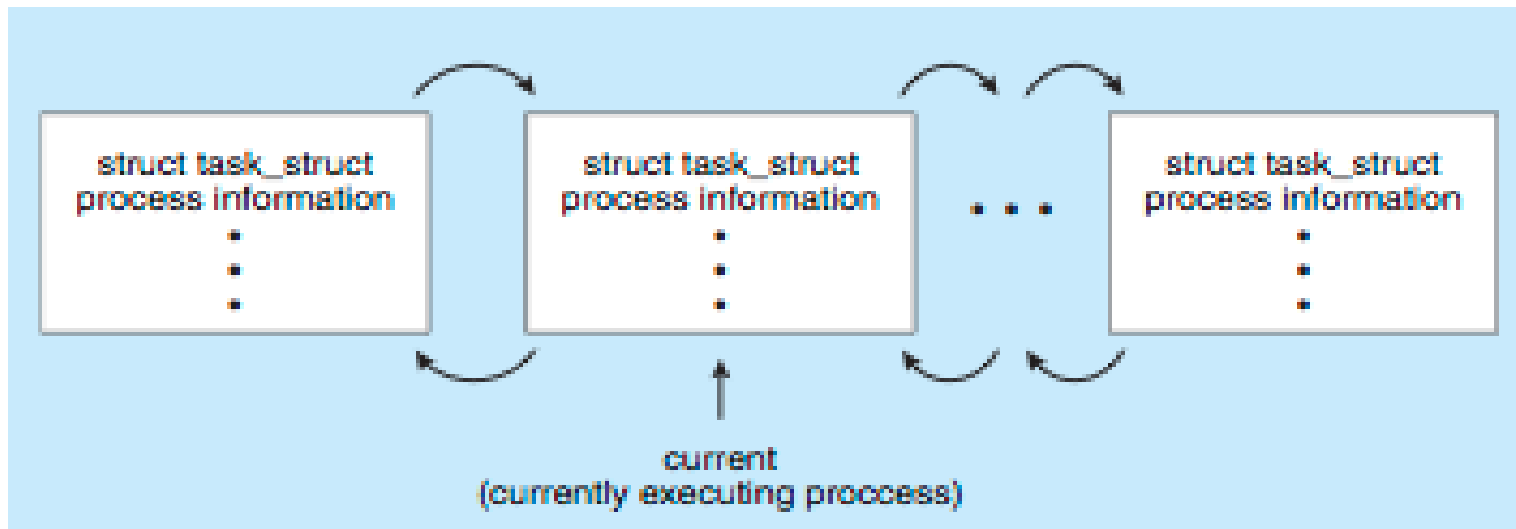 struct task_struct
process information
struct task_struct
process information
struct task_struct
process information
current
(currently executing proccess)